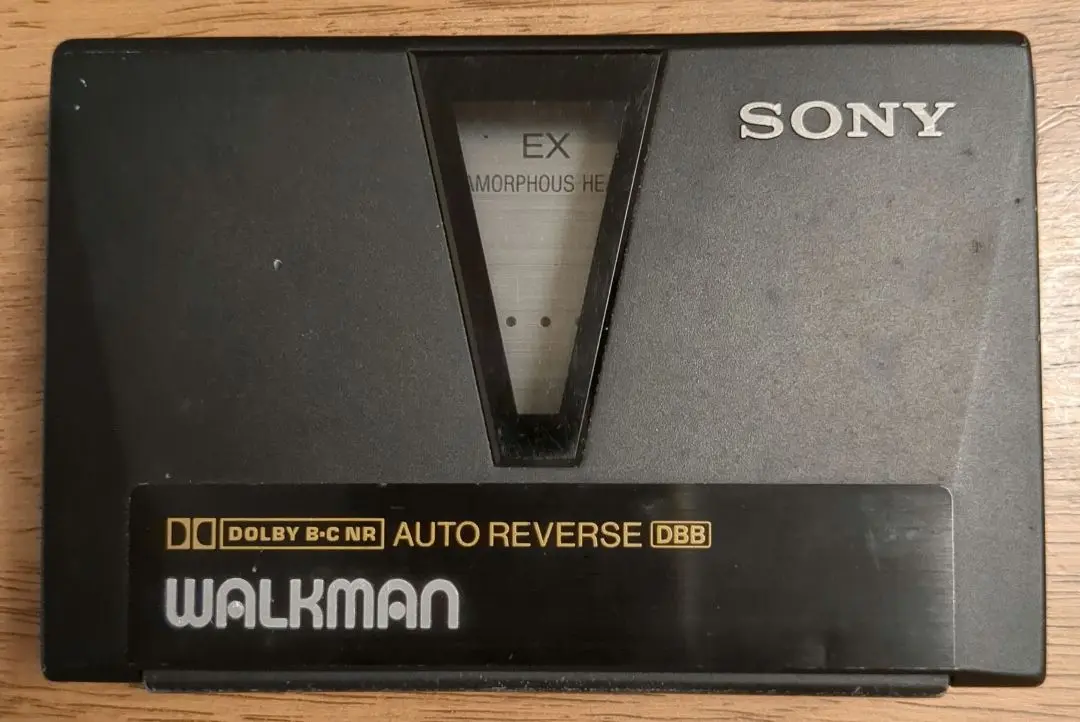 SONY
EX
AMORPHOUS HE
DOLBY B·C NR AUTO REVERSE DBB
WALKMAN